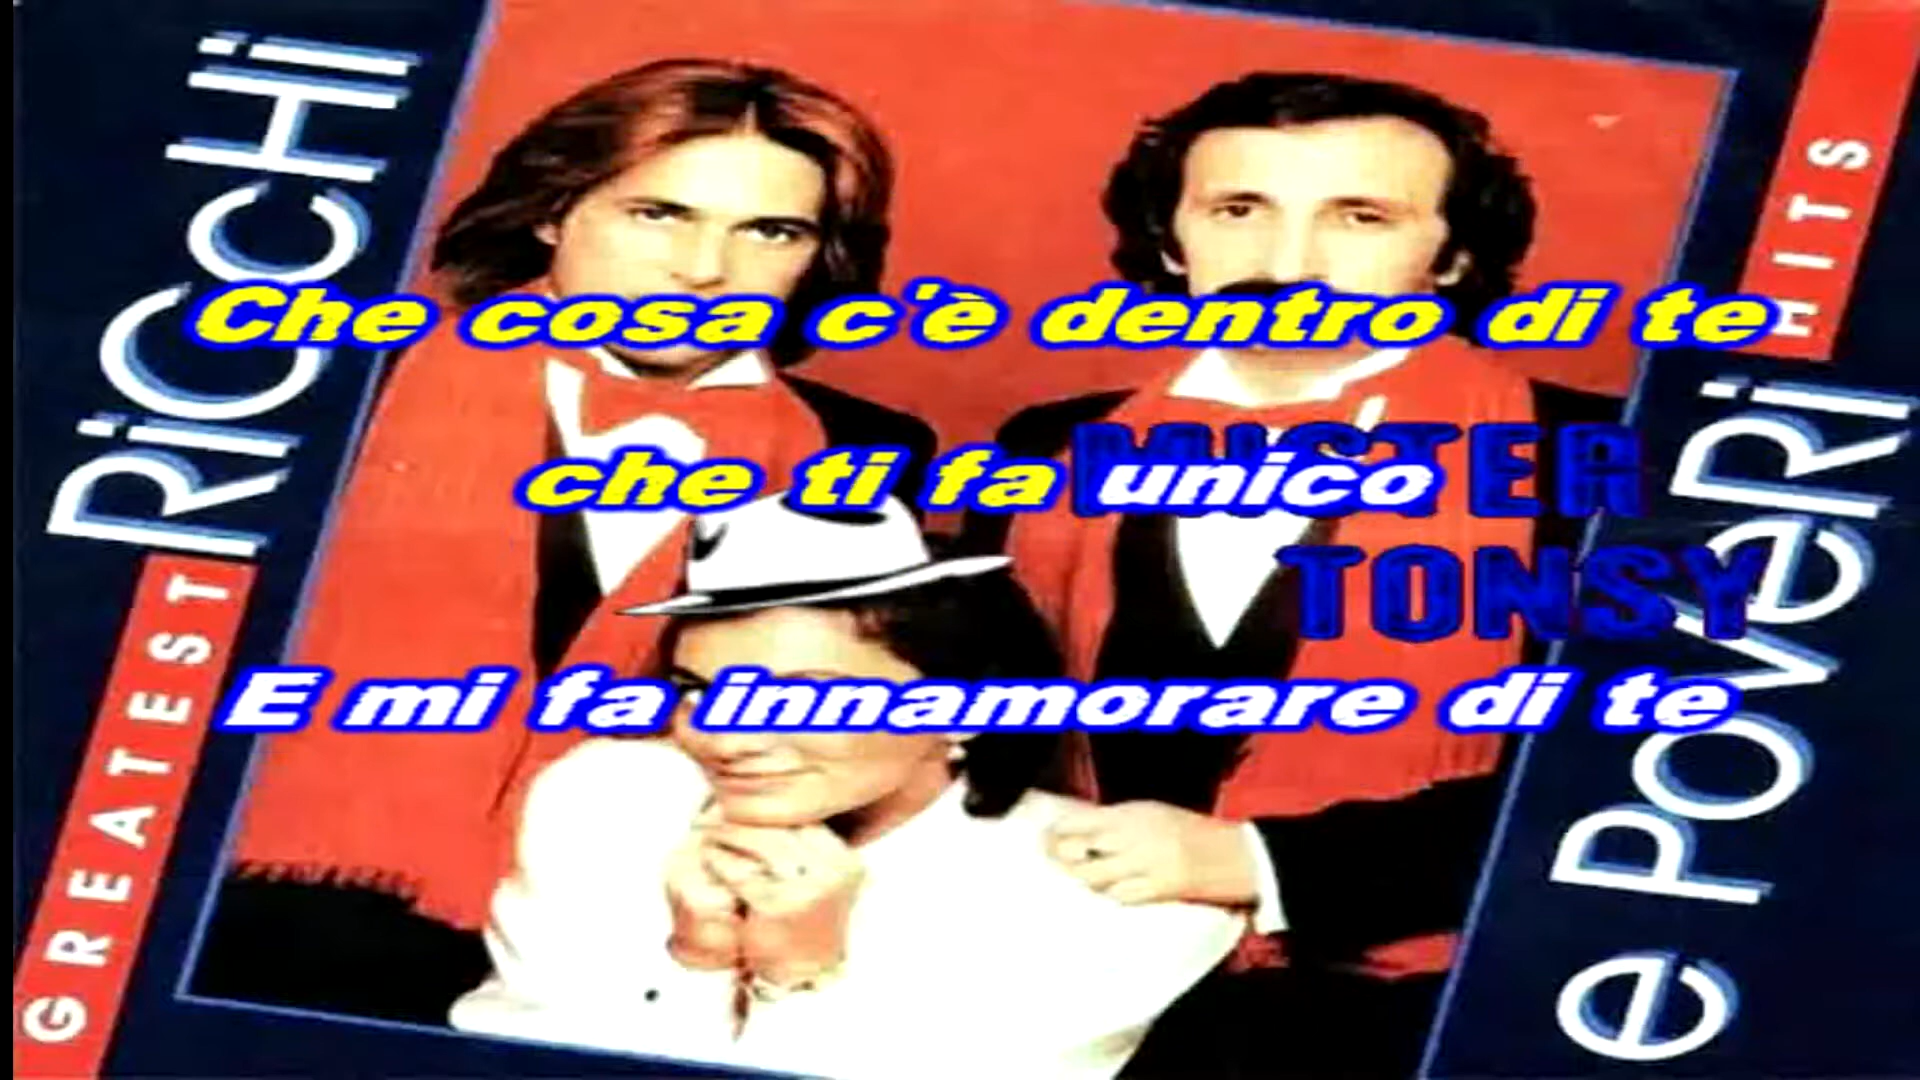 RiCCHi
GREATEST
Che cosa c'è dentro di te
che ti fa unico
E mi fa innamorare di te
MISTER
TONSY
HITS
e PoVeRi